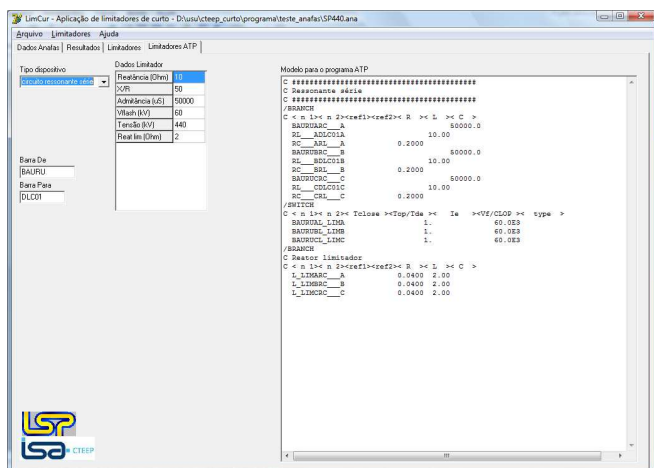 LimCur - Aplicação de limitadores de curto - D:\usu\cteep_curto\programa\teste_anafas\SP440.ana
Arquivo Limitadores Ajuda
Dados Anafas Resultados Limitadores Limitadores ATP
Tipo dispositivo
circuito ressonante série
Dados Limitador
Reatância (Ohm) 10
X/R 50
Admitância (uS) 50000
Vflash (kV) 60
Tensão (kV) 440
Reat lim (Ohm) 2
Barra De
BAURU
Barra Para
DLC01
Modelo para o programa ATP
C ##########################################
C Ressonante série
C ##########################################
/BRANCH
C < n 1>< n 2><ref1><ref2>< R >< L >< C >
BAURUARC___A 50000.0
RL___ADLC01A 10.00
RC___ARL___A 0.2000
BAURUBRC___B 50000.0
RL___BDLC01B 10.00
RC___BRL___B 0.2000
BAURUCRC___C 50000.0
RL___CDLC01C 10.00
RC___CRL___C 0.2000
/SWITCH
C < n 1>< n 2>< Tclose ><Top/Tde >< Ie ><Vf/CLOP >< type >
BAURUAL_LIMA 1. 60.0E3
BAURUBL_LIMB 1. 60.0E3
BAURUCL_LIMC 1. 60.0E3
/BRANCH
C Reator limitador
C < n 1>< n 2><ref1><ref2>< R >< L >< C >
L_LIMARC___A 0.0400 2.00
L_LIMBRC___B 0.0400 2.00
L_LIMCRC___C 0.0400 2.00
LSP
isa CTEEP